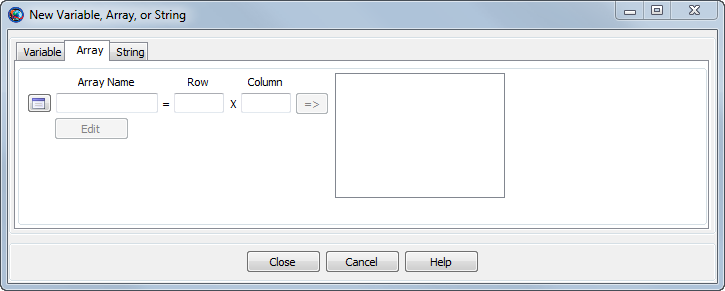 New Variable, Array, or String
Variable Array String
Array Name Row Column
= X =>
Edit
Close Cancel Help